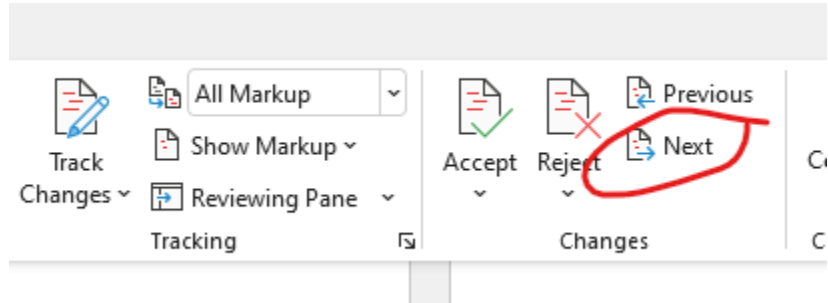 All Markup
Show Markup
Reviewing Pane
Track
Changes
Tracking
Accept
Reject
Previous
Next
Changes